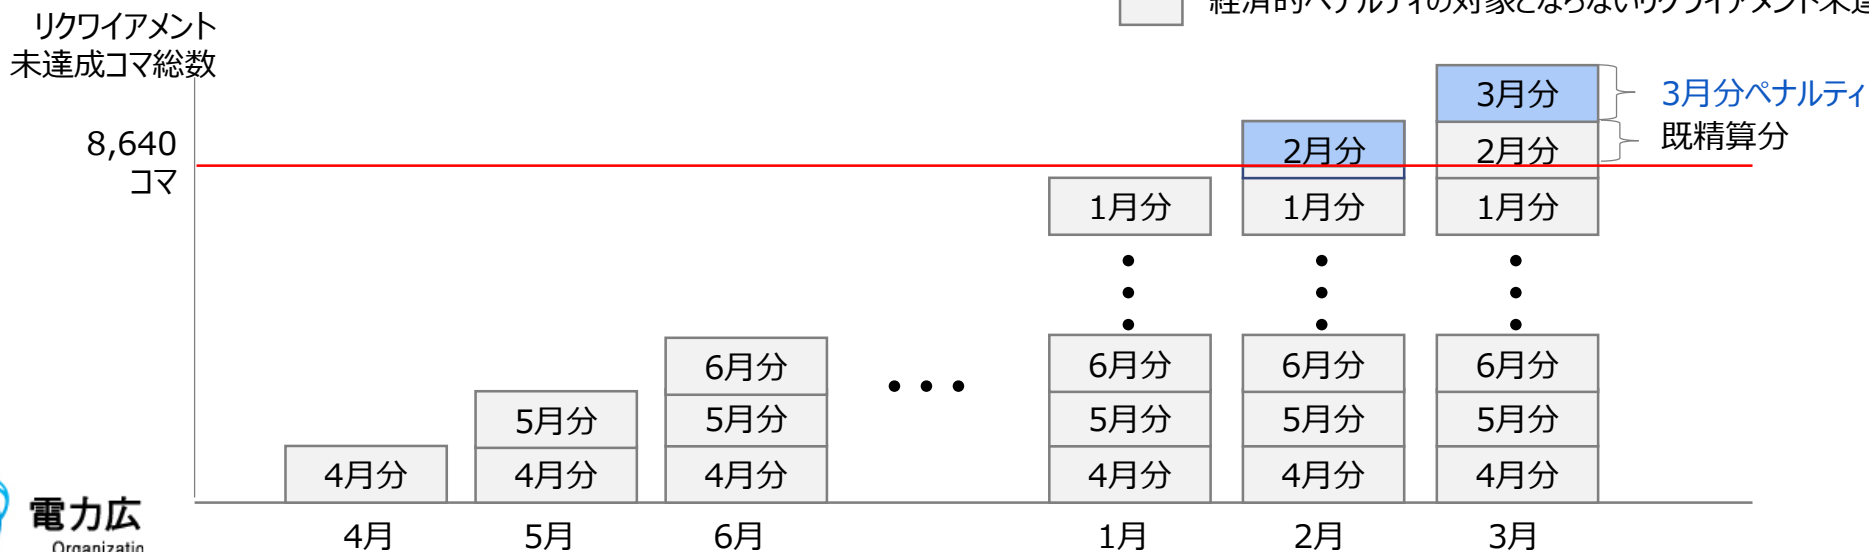 経済的ペナルティの対象とならないリクワイアメント未達
リクワイアメント
未達成コマ総数
8,640
コマ
3月分
3月分ペナルティ
2月分
2月分
既精算分
1月分
1月分
1月分
6月分
6月分
6月分
6月分
5月分
5月分
5月分
5月分
5月分
4月分
4月分
4月分
4月分
4月分
4月分
4月
5月
6月
1月
2月
3月
電力広
Organizatio